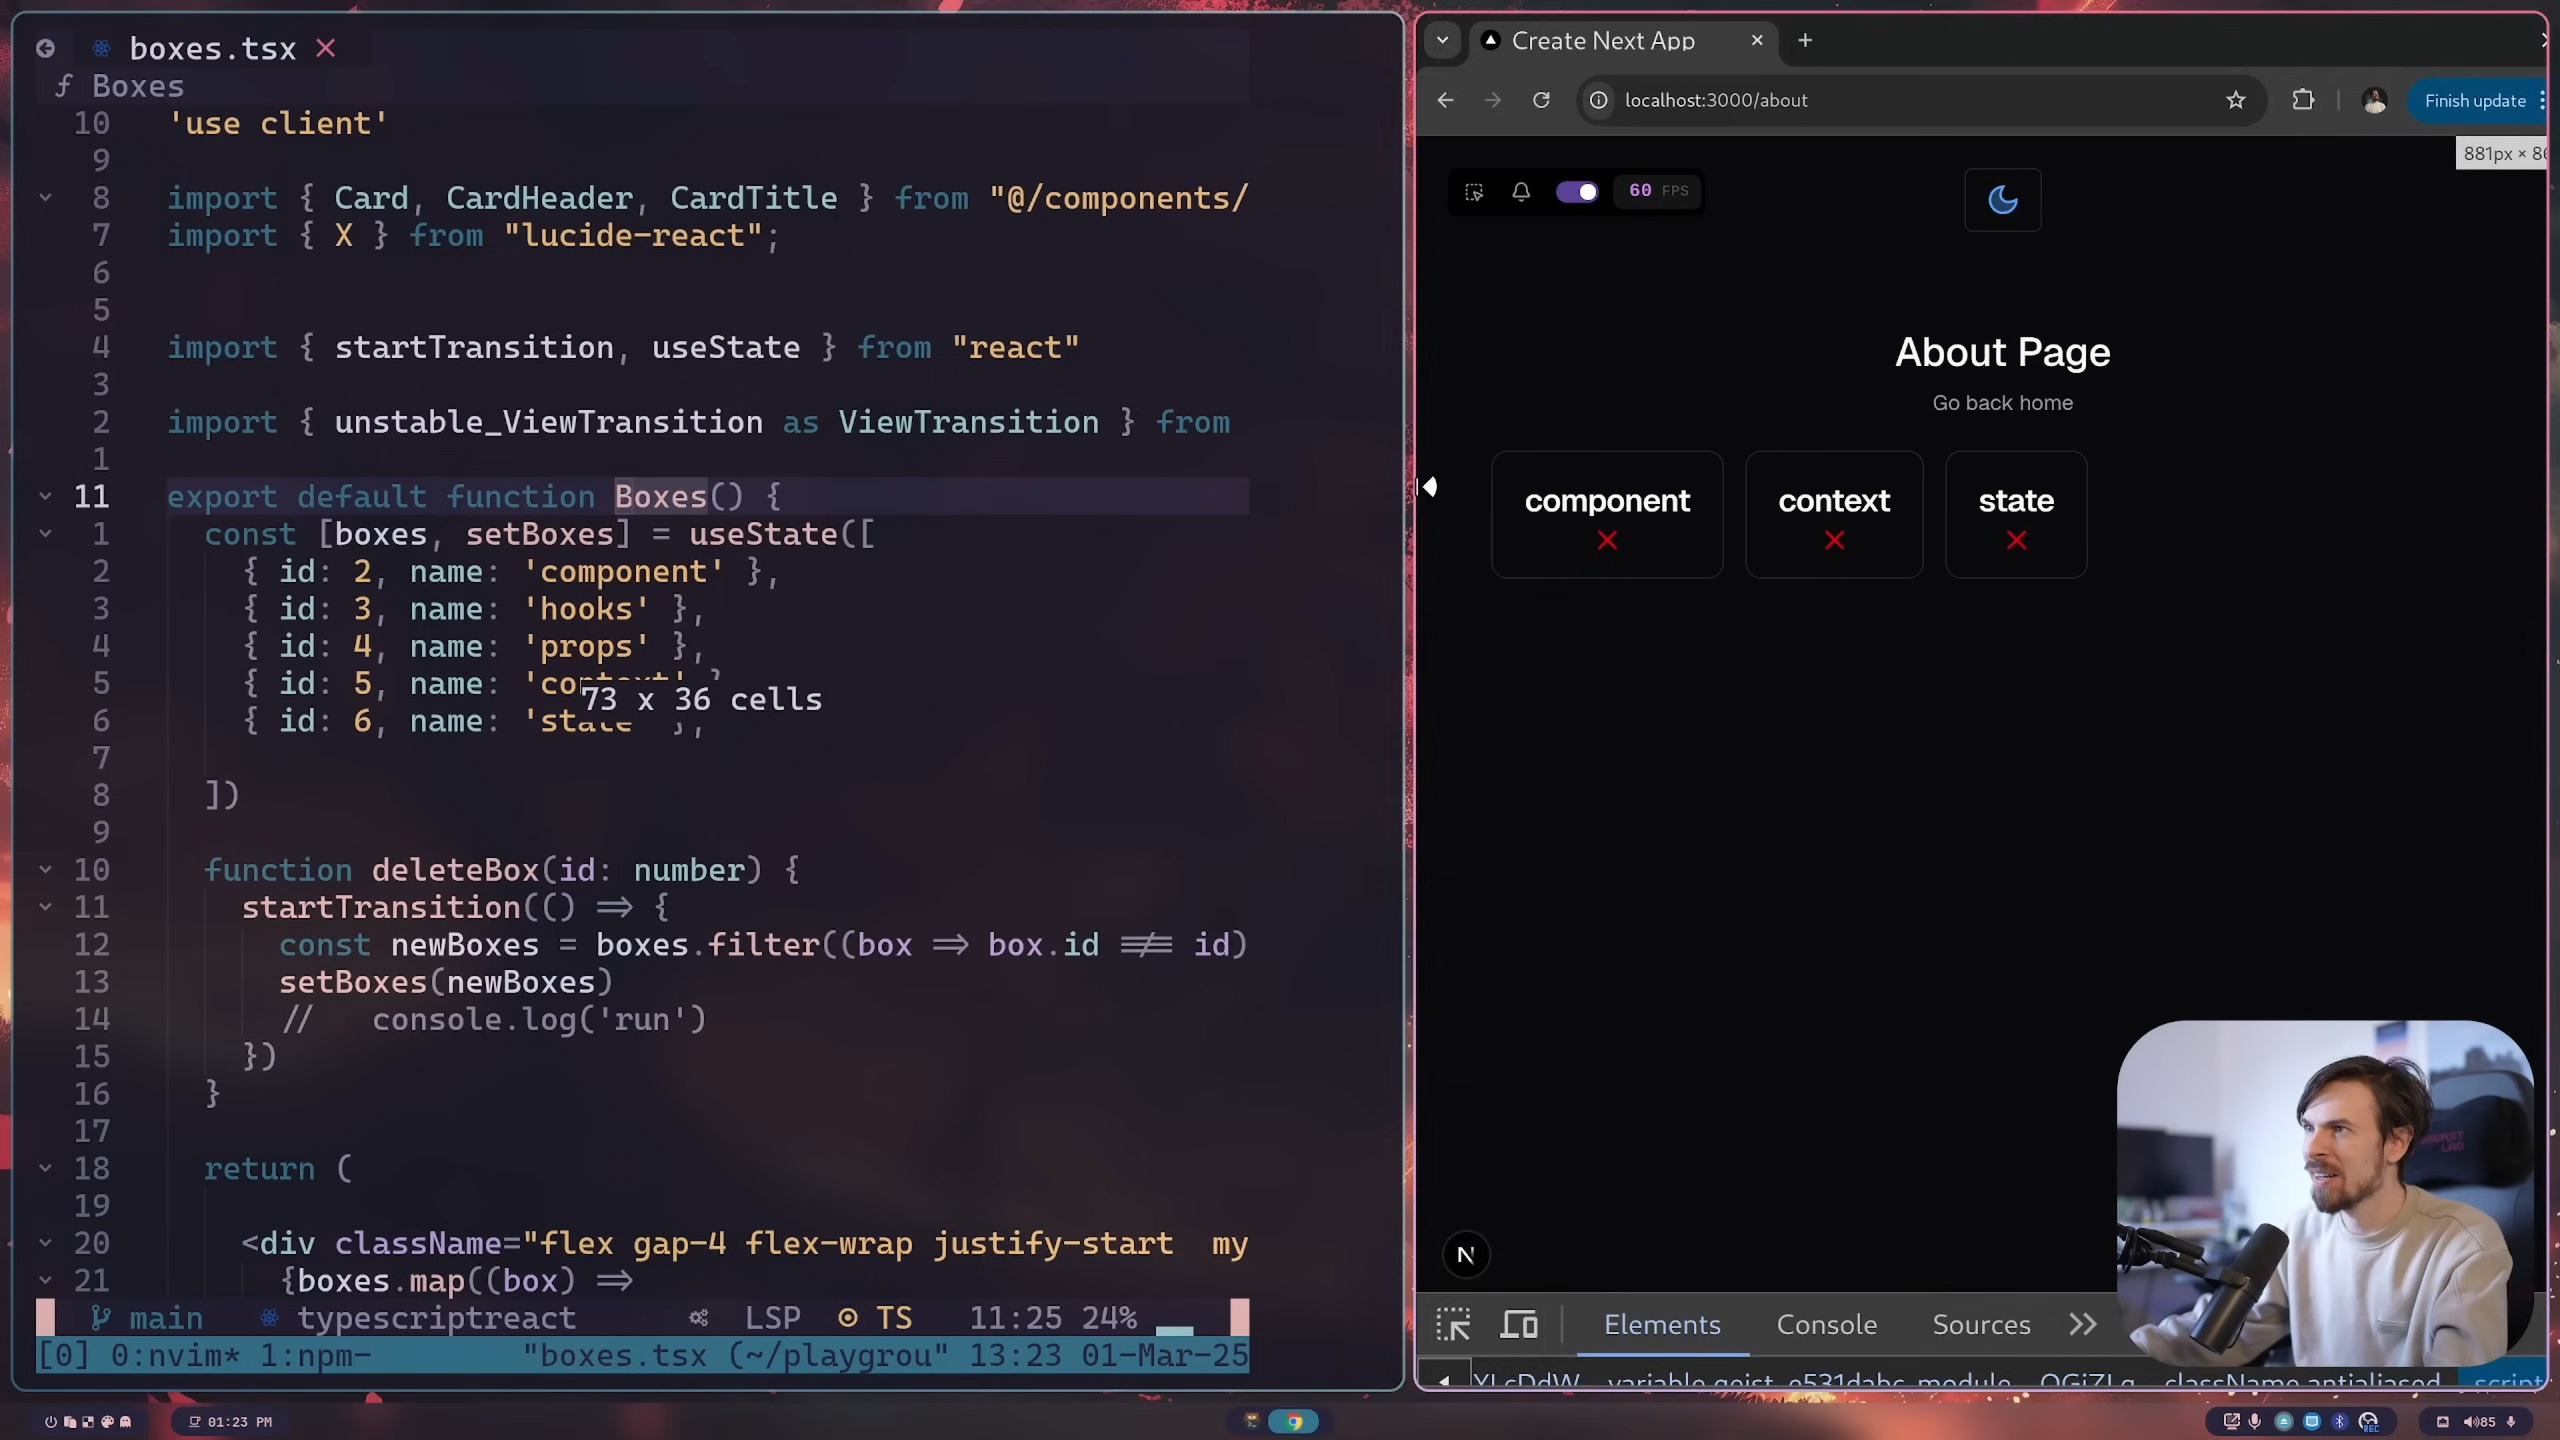 boxes.tsx
ƒ Boxes
10 'use client'
9
8 import { Card, CardHeader, CardTitle } from "@/components/
7 import { X } from "lucide-react";
6
5
4 import { startTransition, useState } from "react"
3
2 import { unstable_ViewTransition as ViewTransition } from
1
11 export default function Boxes() {
1 const [boxes, setBoxes] = useState([
2 { id: 2, name: 'component' },
3 { id: 3, name: 'hooks' },
4 { id: 4, name: 'props' },
5 { id: 5, name: 'context' }
73 x 36 cells
6 { id: 6, name: 'state' },
7
8 ])
9
10 function deleteBox(id: number) {
11 startTransition(() => {
12 const newBoxes = boxes.filter((box => box.id !== id)
13 setBoxes(newBoxes)
14 // console.log('run')
15 })
16 }
17
18 return (
19
20 <div className="flex gap-4 flex-wrap justify-start my
21 {boxes.map((box) =>
main typescriptreact LSP TS 11:25 24%
[0] 0:nvim* 1:npm- "boxes.tsx (~/playgrou" 13:23 01-Mar-25
Create Next App
localhost:3000/about
Finish update
881px × 86
60 FPS
About Page
Go back home
component
context
state
N
Elements Console Sources
01:23 PM
REC
85